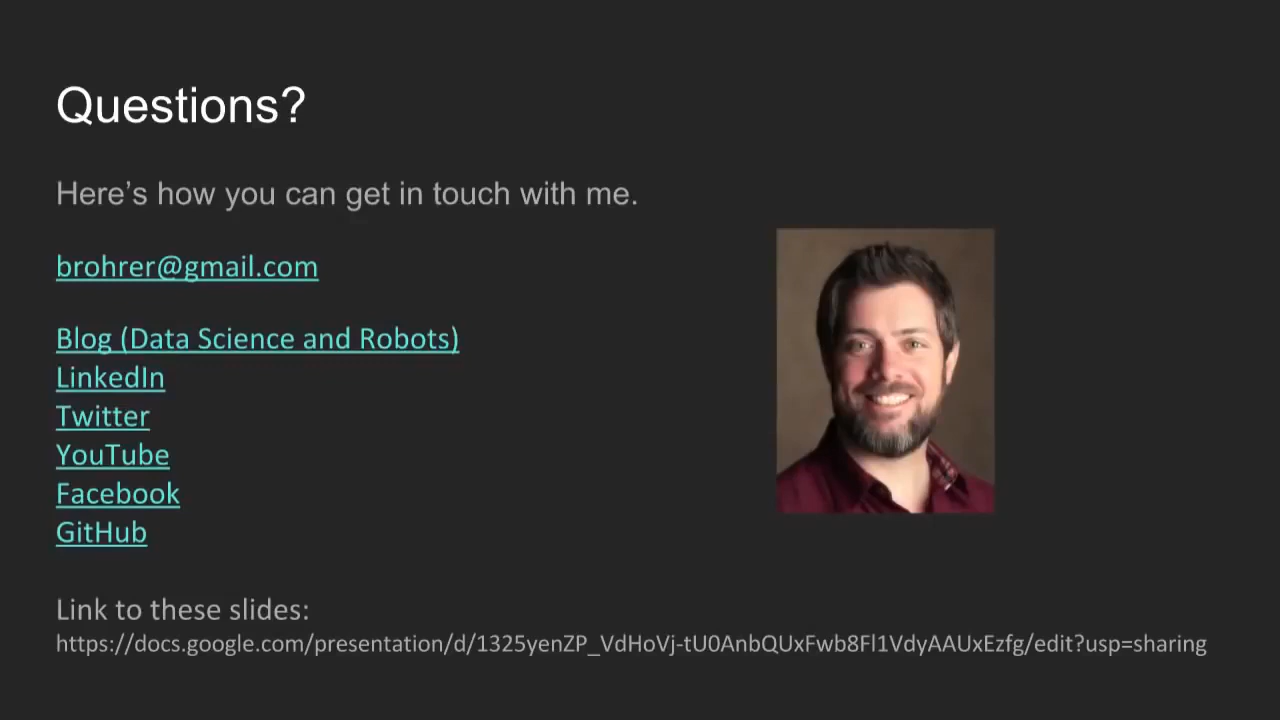 Questions?
Here’s how you can get in touch with me.
brohrer@gmail.com
Blog (Data Science and Robots)
LinkedIn
Twitter
YouTube
Facebook
GitHub
Link to these slides:
https://docs.google.com/presentation/d/1325yenZP_VdHoVj-tU0AnbQUxFwb8Fl1VdyAAUxEzfg/edit?usp=sharing